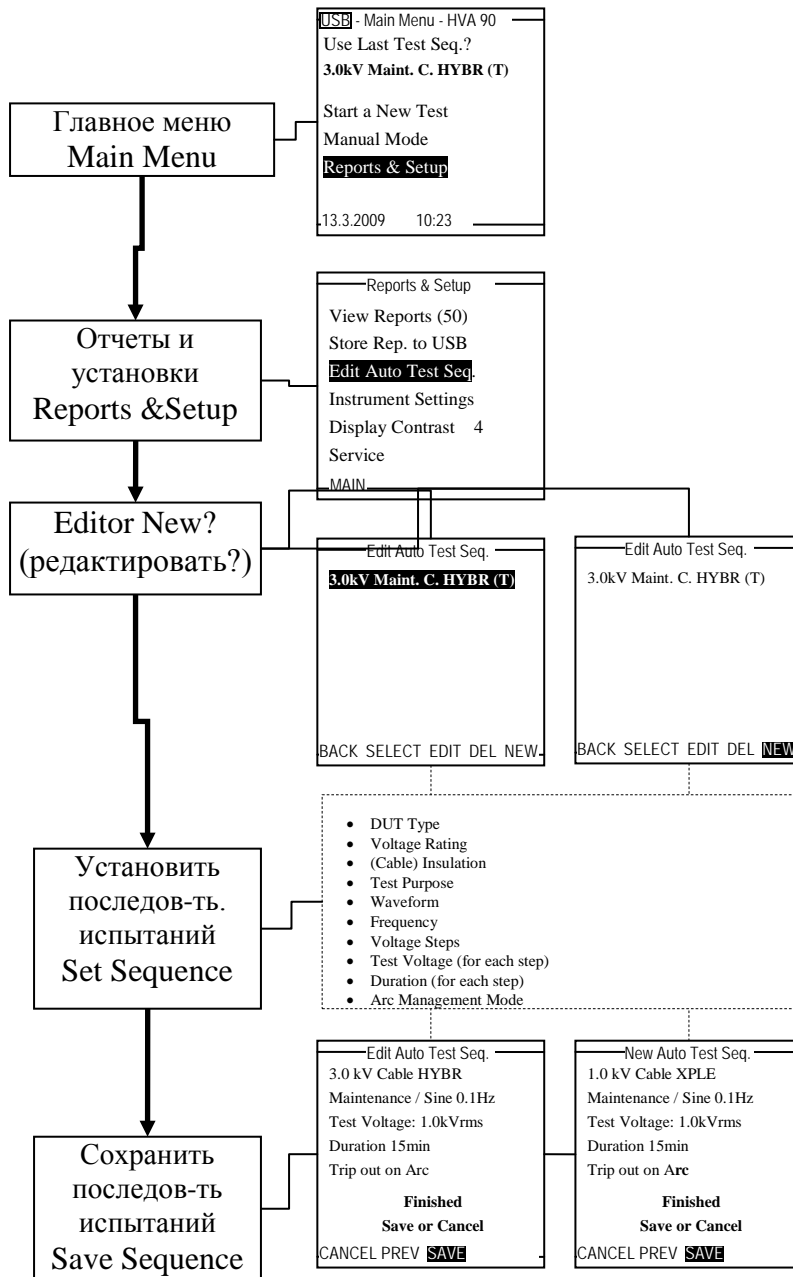 USB - Main Menu - HVA 90
Use Last Test Seq.?
3.0kV Maint. C. HYBR (T)
Start a New Test
Manual Mode
Reports & Setup
13.3.2009 10:23
Главное меню
Main Menu
Reports & Setup
View Reports (50)
Store Rep. to USB
Edit Auto Test Seq.
Instrument Settings
Display Contrast 4
Service
MAIN
Отчеты и
установки
Reports &Setup
Editor New?
(редактировать?)
Edit Auto Test Seq.
3.0kV Maint. C. HYBR (T)
BACK SELECT EDIT DEL NEW
Edit Auto Test Seq.
3.0kV Maint. C. HYBR (T)
BACK SELECT EDIT DEL NEW
Установить
последов-ть.
испытаний
Set Sequence
• DUT Type
• Voltage Rating
• (Cable) Insulation
• Test Purpose
• Waveform
• Frequency
• Voltage Steps
• Test Voltage (for each step)
• Duration (for each step)
• Arc Management Mode
Сохранить
последов-ть
испытаний
Save Sequence
Edit Auto Test Seq.
3.0 kV Cable HYBR
Maintenance / Sine 0.1Hz
Test Voltage: 1.0kVrms
Duration 15min
Trip out on Arc
Finished
Save or Cancel
CANCEL PREV SAVE
New Auto Test Seq.
1.0 kV Cable XPLE
Maintenance / Sine 0.1Hz
Test Voltage: 1.0kVrms
Duration 15min
Trip out on Arc
Finished
Save or Cancel
CANCEL PREV SAVE